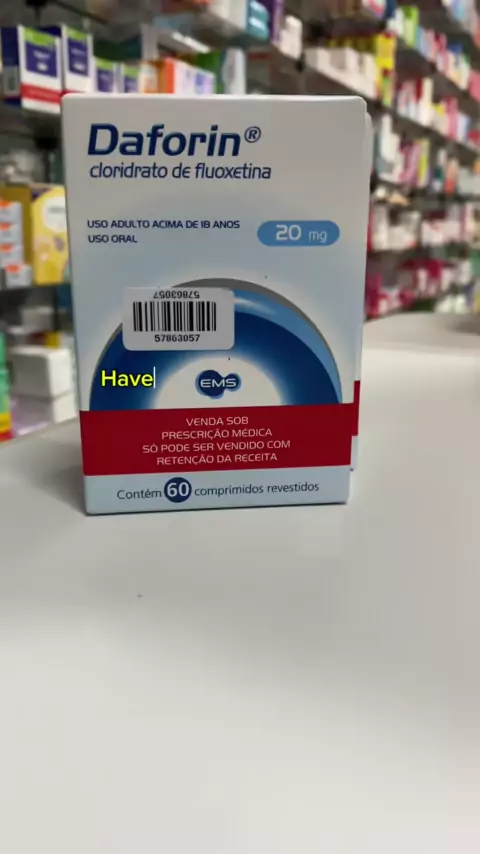 Daforin®
cloridrato de fluoxetina
USO ADULTO ACIMA DE 18 ANOS
USO ORAL
20 mg
57863057
57863057
Have
EMS
VENDA SOB
PRESCRIÇÃO MÉDICA
SÓ PODE SER VENDIDO COM
RETENÇÃO DA RECEITA
Contém 60 comprimidos revestidos